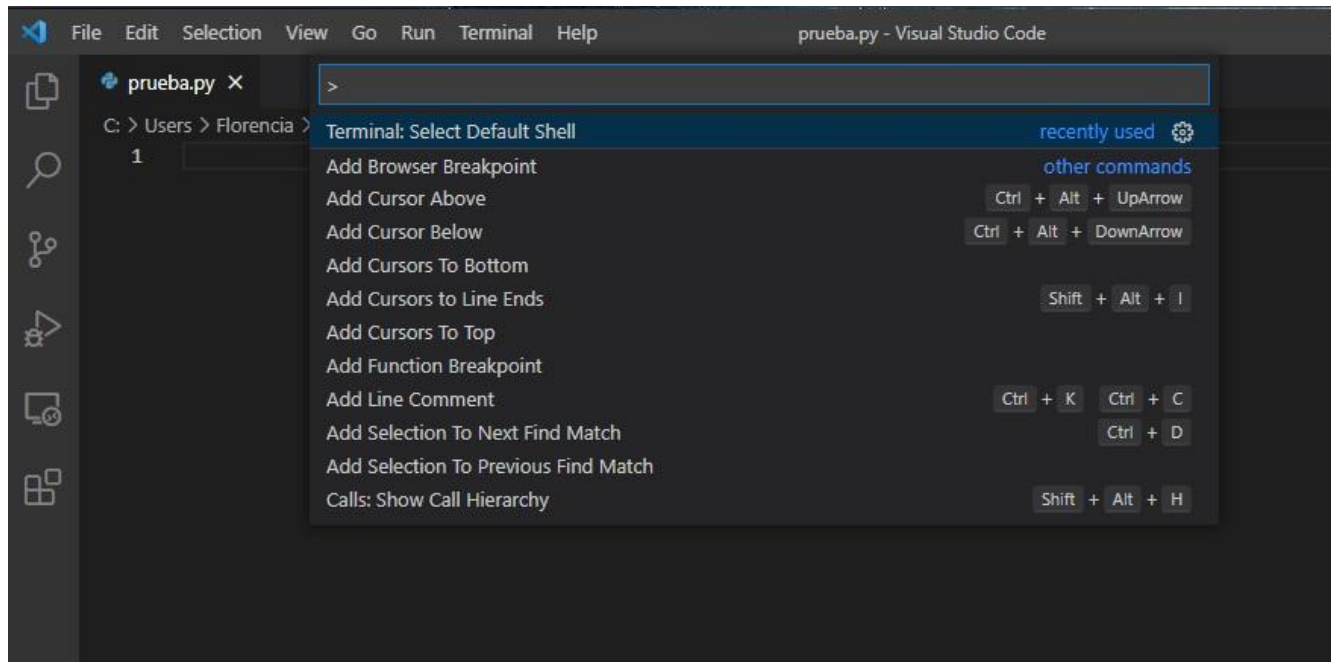 File Edit Selection View Go Run Terminal Help prueba.py - Visual Studio Code
prueba.py
>
C: > Users > Florencia >
1
Terminal: Select Default Shell recently used
Add Browser Breakpoint other commands
Add Cursor Above Ctrl + Alt + UpArrow
Add Cursor Below Ctrl + Alt + DownArrow
Add Cursors To Bottom
Add Cursors to Line Ends Shift + Alt + I
Add Cursors To Top
Add Function Breakpoint
Add Line Comment Ctrl + K Ctrl + C
Add Selection To Next Find Match Ctrl + D
Add Selection To Previous Find Match
Calls: Show Call Hierarchy Shift + Alt + H